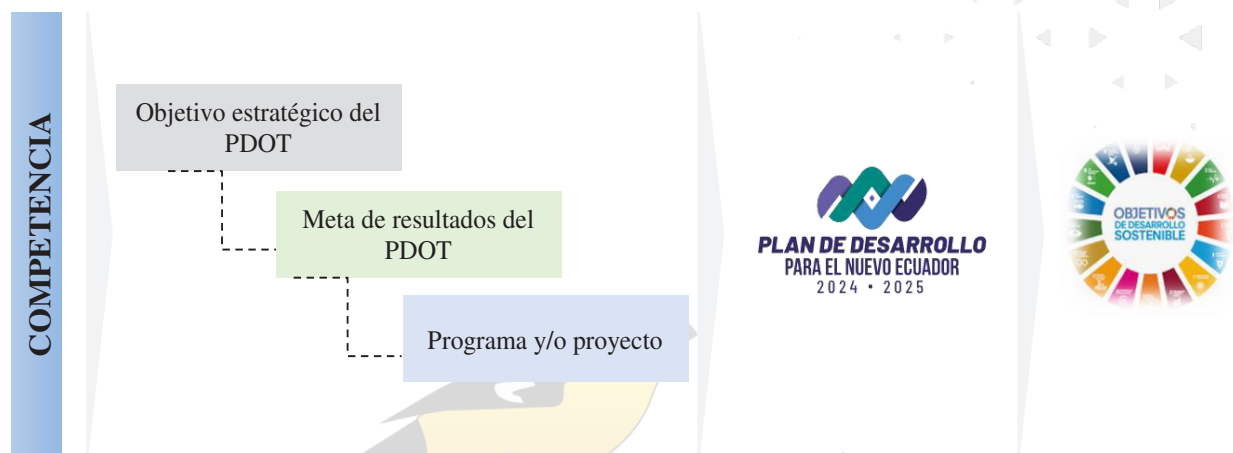 COMPETENCIA
Objetivo estratégico del
PDOT
Meta de resultados del
PDOT
Programa y/o proyecto
PLAN DE DESARROLLO
PARA EL NUEVO ECUADOR
2024 • 2025
OBJETIVOS
DE DESARROLLO
SOSTENIBLE